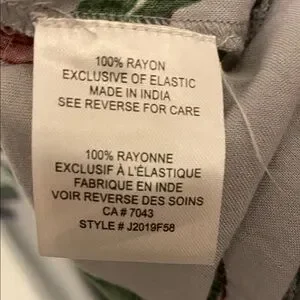 100% RAYON
EXCLUSIVE OF ELASTIC
MADE IN INDIA
SEE REVERSE FOR CARE
100% RAYONNE
EXCLUSIF À L'ÉLASTIQUE
FABRIQUE EN INDE
VOIR REVERSE DES SOINS
CA # 7043
STYLE # J2019F58